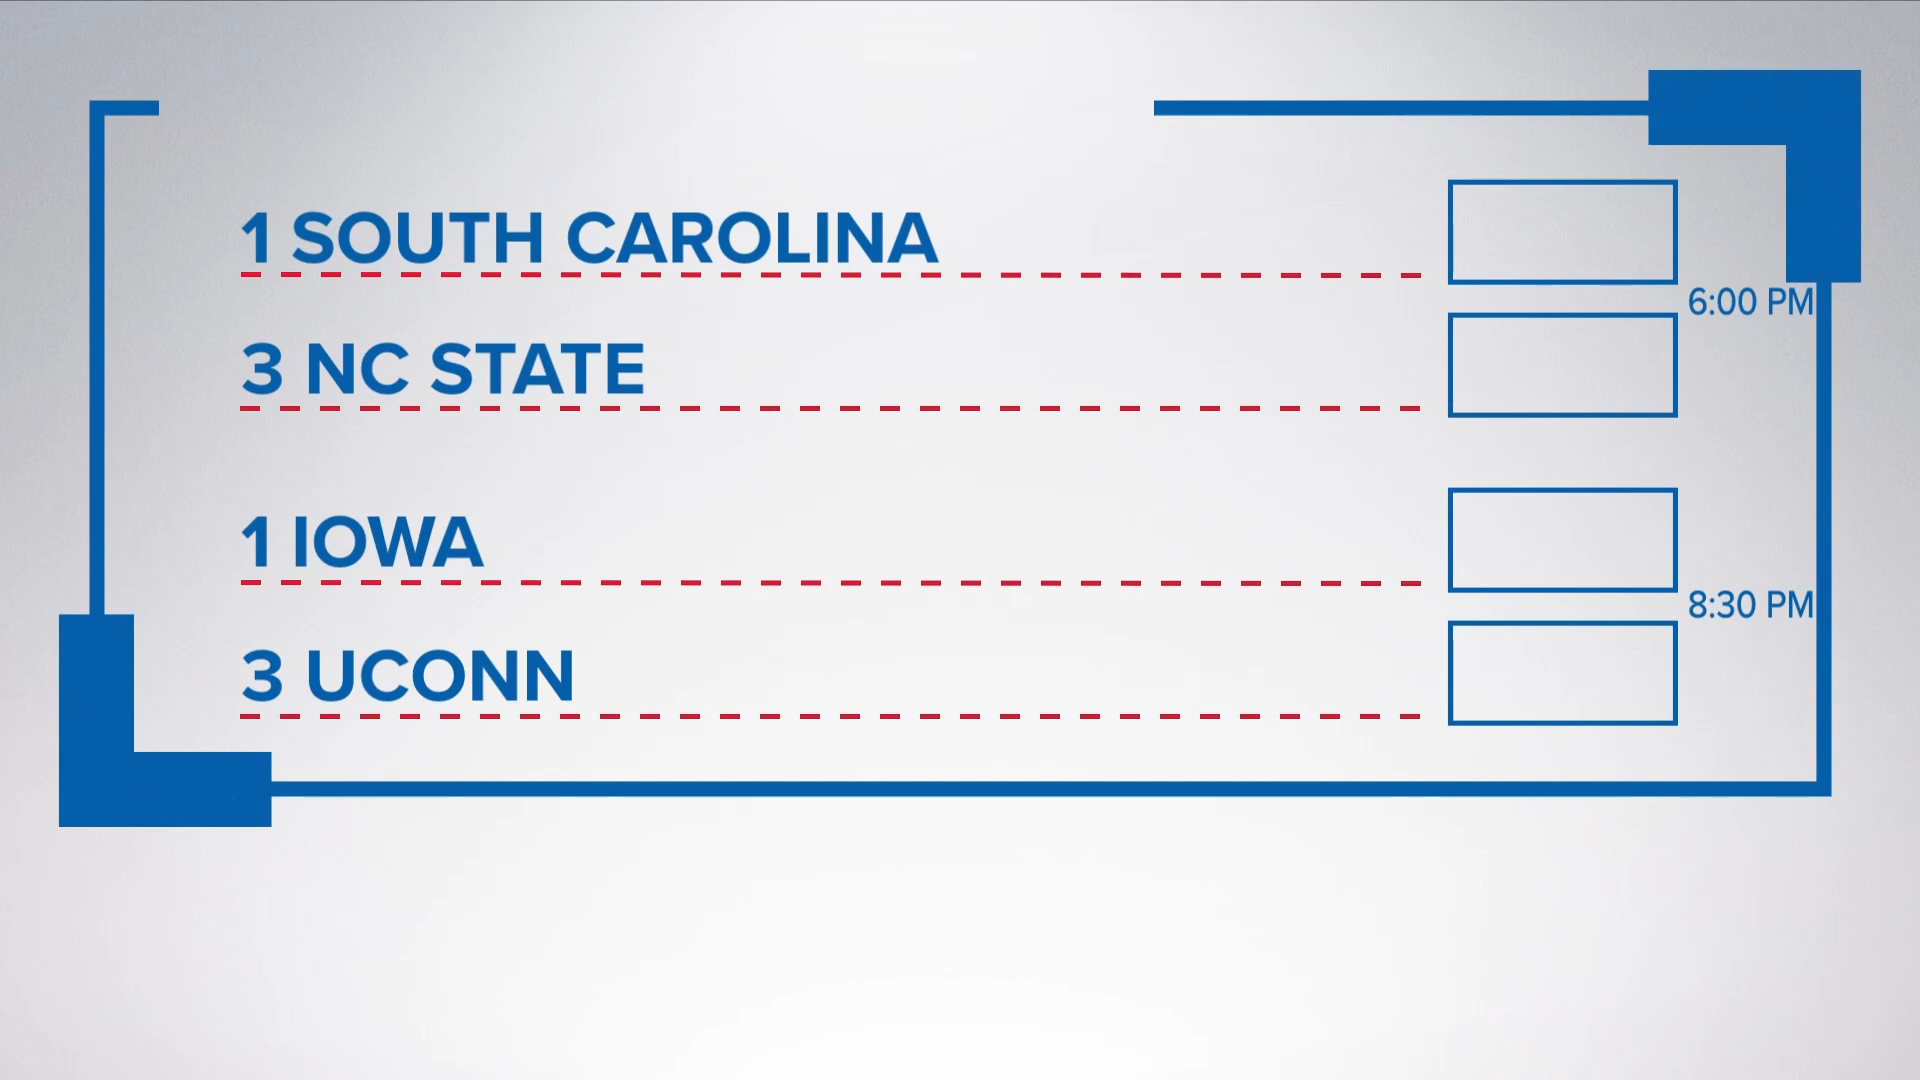 1 SOUTH CAROLINA
6:00 PM
3 NC STATE
1 IOWA
8:30 PM
3 UCONN